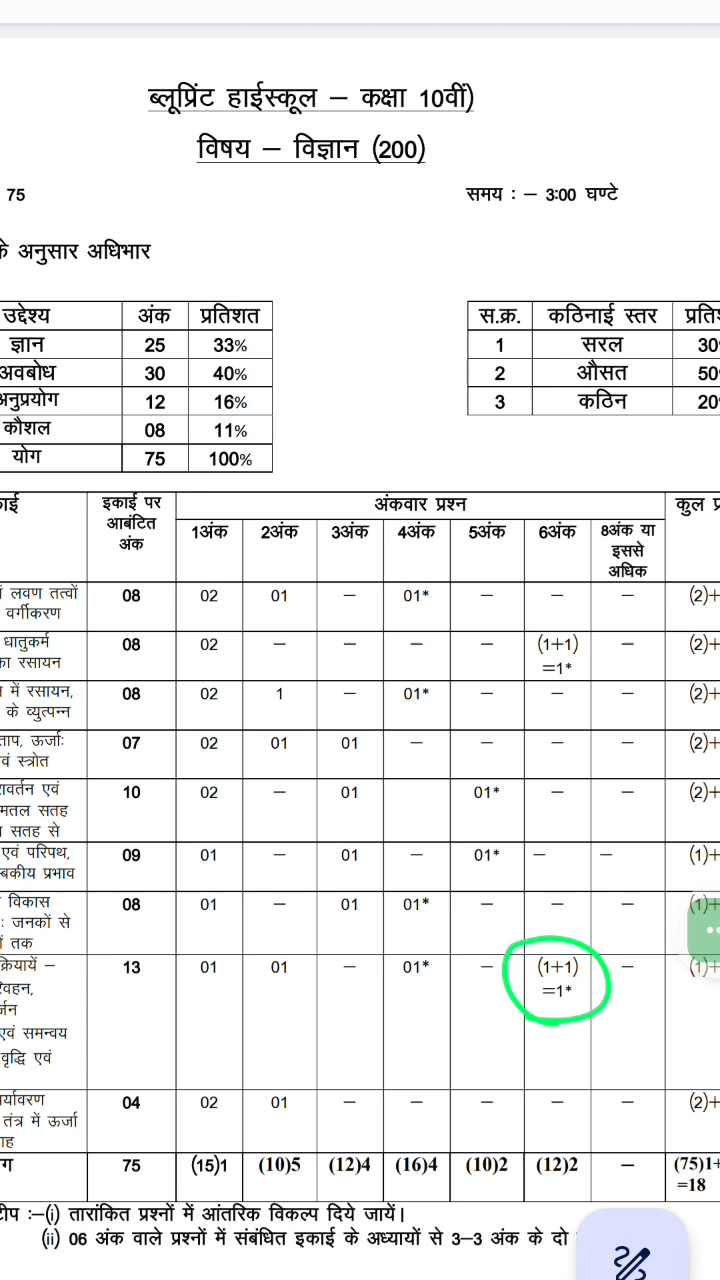 ब्लूप्रिंट हाईस्कूल – कक्षा 10वीं)
विषय – विज्ञान (200)
75 समय : – 3:00 घण्टे
के अनुसार अधिभार
उद्देश्य अंक प्रतिशत
ज्ञान 25 33%
अवबोध 30 40%
अनुप्रयोग 12 16%
कौशल 08 11%
योग 75 100%
स.क्र. कठिनाई स्तर
1 सरल 30
2 औसत 50
3 कठिन 20
इकाई पर आबंटित अंक अंकवार प्रश्न कुल
1अंक 2अंक 3अंक 4अंक 5अंक 6अंक 8अंक या इससे अधिक
लवण तत्वों वर्गीकरण 08 02 01 – 01* – – – (2)+
धातुकर्म का रसायन 08 02 – – – – (1+1) =1* – (2)+
में रसायन, के व्युत्पन्न 08 02 1 – 01* – – – (2)+
ताप, ऊर्जाः एवं स्त्रोत 07 02 01 01 – – – – (2)+
एवं समतल सतह सतह से 10 02 – 01 – 01* – – (2)+
एवं परिपथ, प्रभाव 09 01 – 01 – 01* – – (1)+
विकास : जनकों से तक 08 01 – 01 01* – – – (1)+
एवं समन्वय वृद्धि एवं 13 01 01 – 01* – (1+1) =1* – (1)+
तंत्र में ऊर्जा 04 02 01 – – – – – (2)+
75 (15)1 (10)5 (12)4 (16)4 (10)2 (12)2 – (75)1+ =18
:–(i) तारांकित प्रश्नों में आंतरिक विकल्प दिये जायें।
(ii) 06 अंक वाले प्रश्नों में संबंधित इकाई के अध्यायों से 3–3 अंक के दो